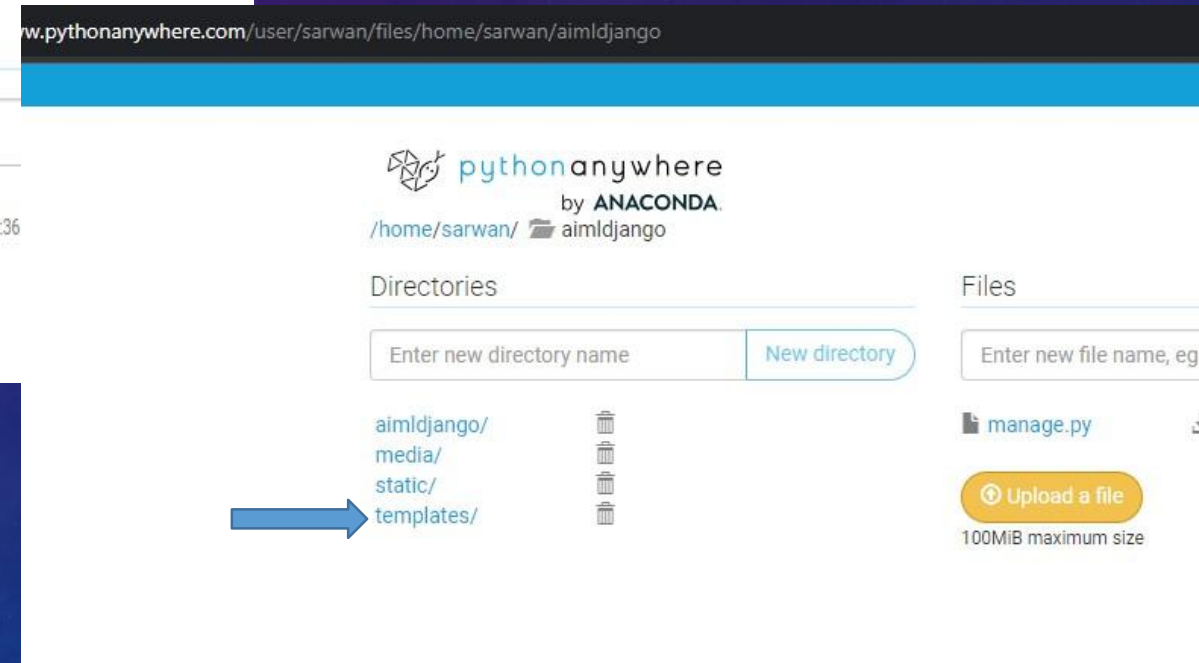 w.pythonanywhere.com/user/sarwan/files/home/sarwan/aimldjango
:36
pythonanywhere
by ANACONDA.
/home/sarwan/ aimldjango
Directories
Enter new directory name
New directory
aimldjango/
media/
static/
templates/
Files
Enter new file name, eg
manage.py
Upload a file
100MiB maximum size